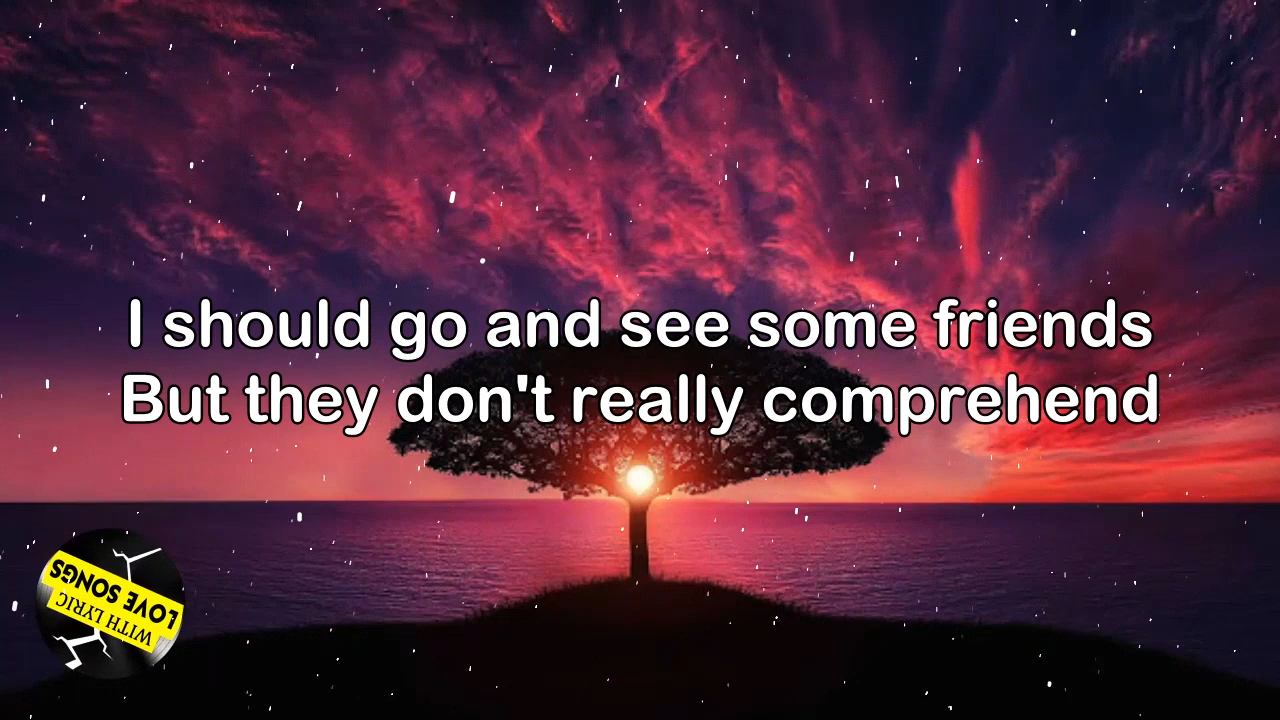 I should go and see some friends
But they don't really comprehend
LOVE SONGS
WITH LYRIC